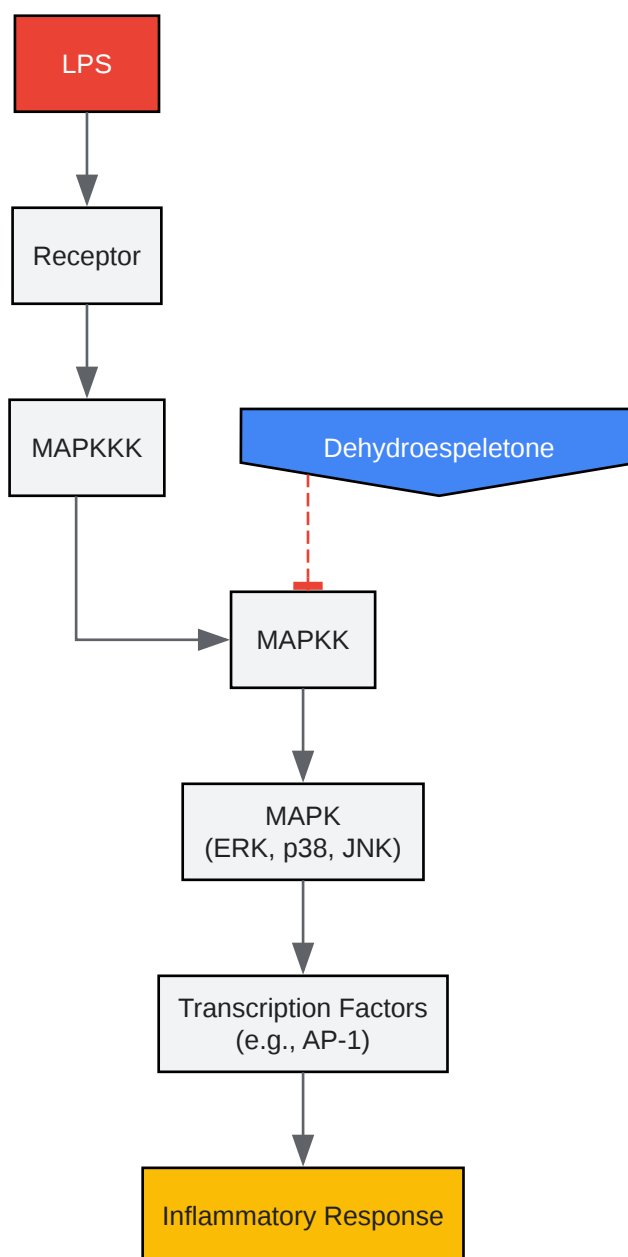 LPS
Receptor
MAPKKK
Dehydroespeletone
MAPKK
MAPK
(ERK, p38, JNK)
Transcription Factors
(e.g., AP-1)
Inflammatory Response